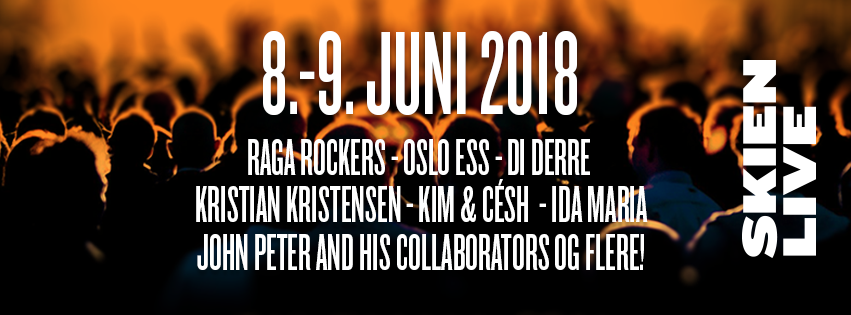 8.-9. JUNI 2018
RAGA ROCKERS - OSLO ESS - DI DERRE
KRISTIAN KRISTENSEN - KIM & CÉSH - IDA MARIA
JOHN PETER AND HIS COLLABORATORS OG FLERE!
SKIEN
LIVE